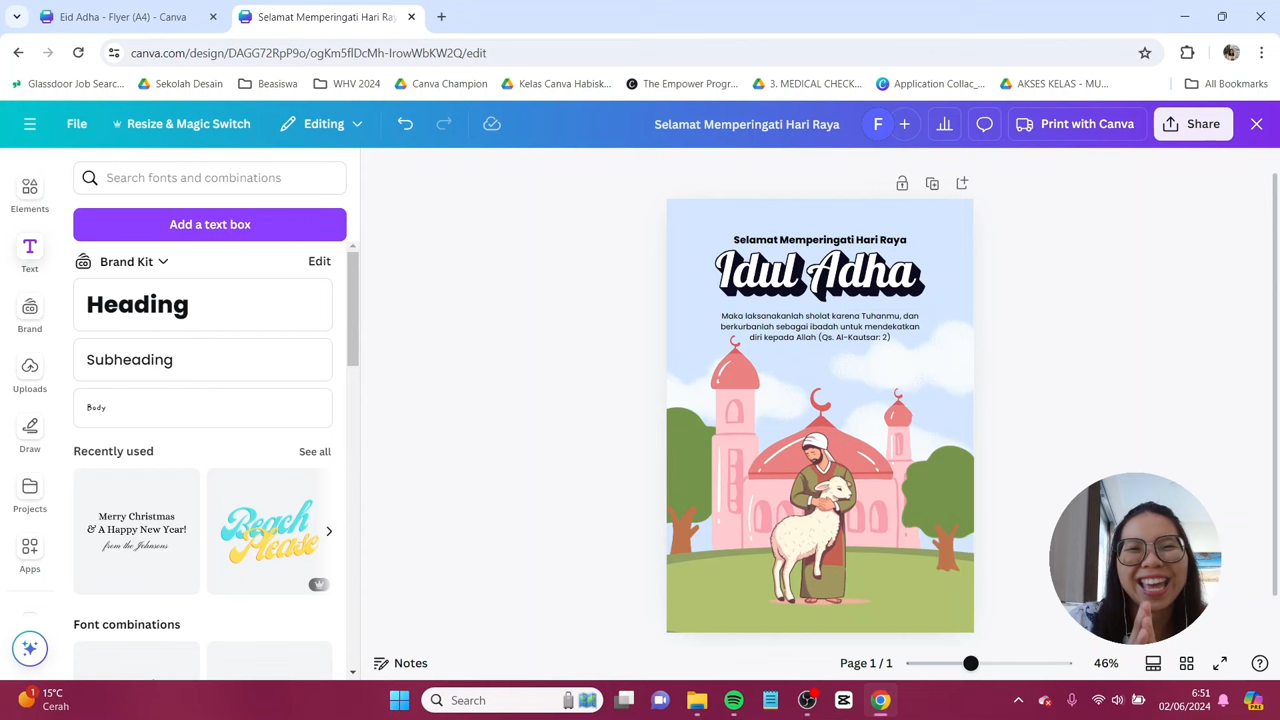 Eid Adha - Flyer (A4) - Canva
Selamat Memperingati Hari Ray
canva.com/design/DAGG72RpP9o/ogKm5flDcMh-IrowWbKW2Q/edit
Glassdoor Job Searc...
Sekolah Desain
Beasiswa
WHV 2024
Canva Champion
Kelas Canva Habisk...
The Empower Progr...
3. MEDICAL CHECK...
Application Collac_...
AKSES KELAS - MU...
All Bookmarks
File
Resize & Magic Switch
Editing
Selamat Memperingati Hari Raya
F
Print with Canva
Share
Search fonts and combinations
Add a text box
Brand Kit
Edit
Heading
Subheading
Body
Recently used
See all
Merry Christmas
& A Happy New Year!
from the Johnsons
Beach
Please
Font combinations
Elements
Text
Brand
Uploads
Draw
Projects
Apps
Selamat Memperingati Hari Raya
Idul Adha
Maka laksanakanlah sholat karena Tuhanmu, dan
berkurbanlah sebagai ibadah untuk mendekatkan
diri kepada Allah (Qs. Al-Kautsar: 2)
Notes
Page 1 / 1
46%
1
15°C
Cerah
Search
6:51
02/06/2024